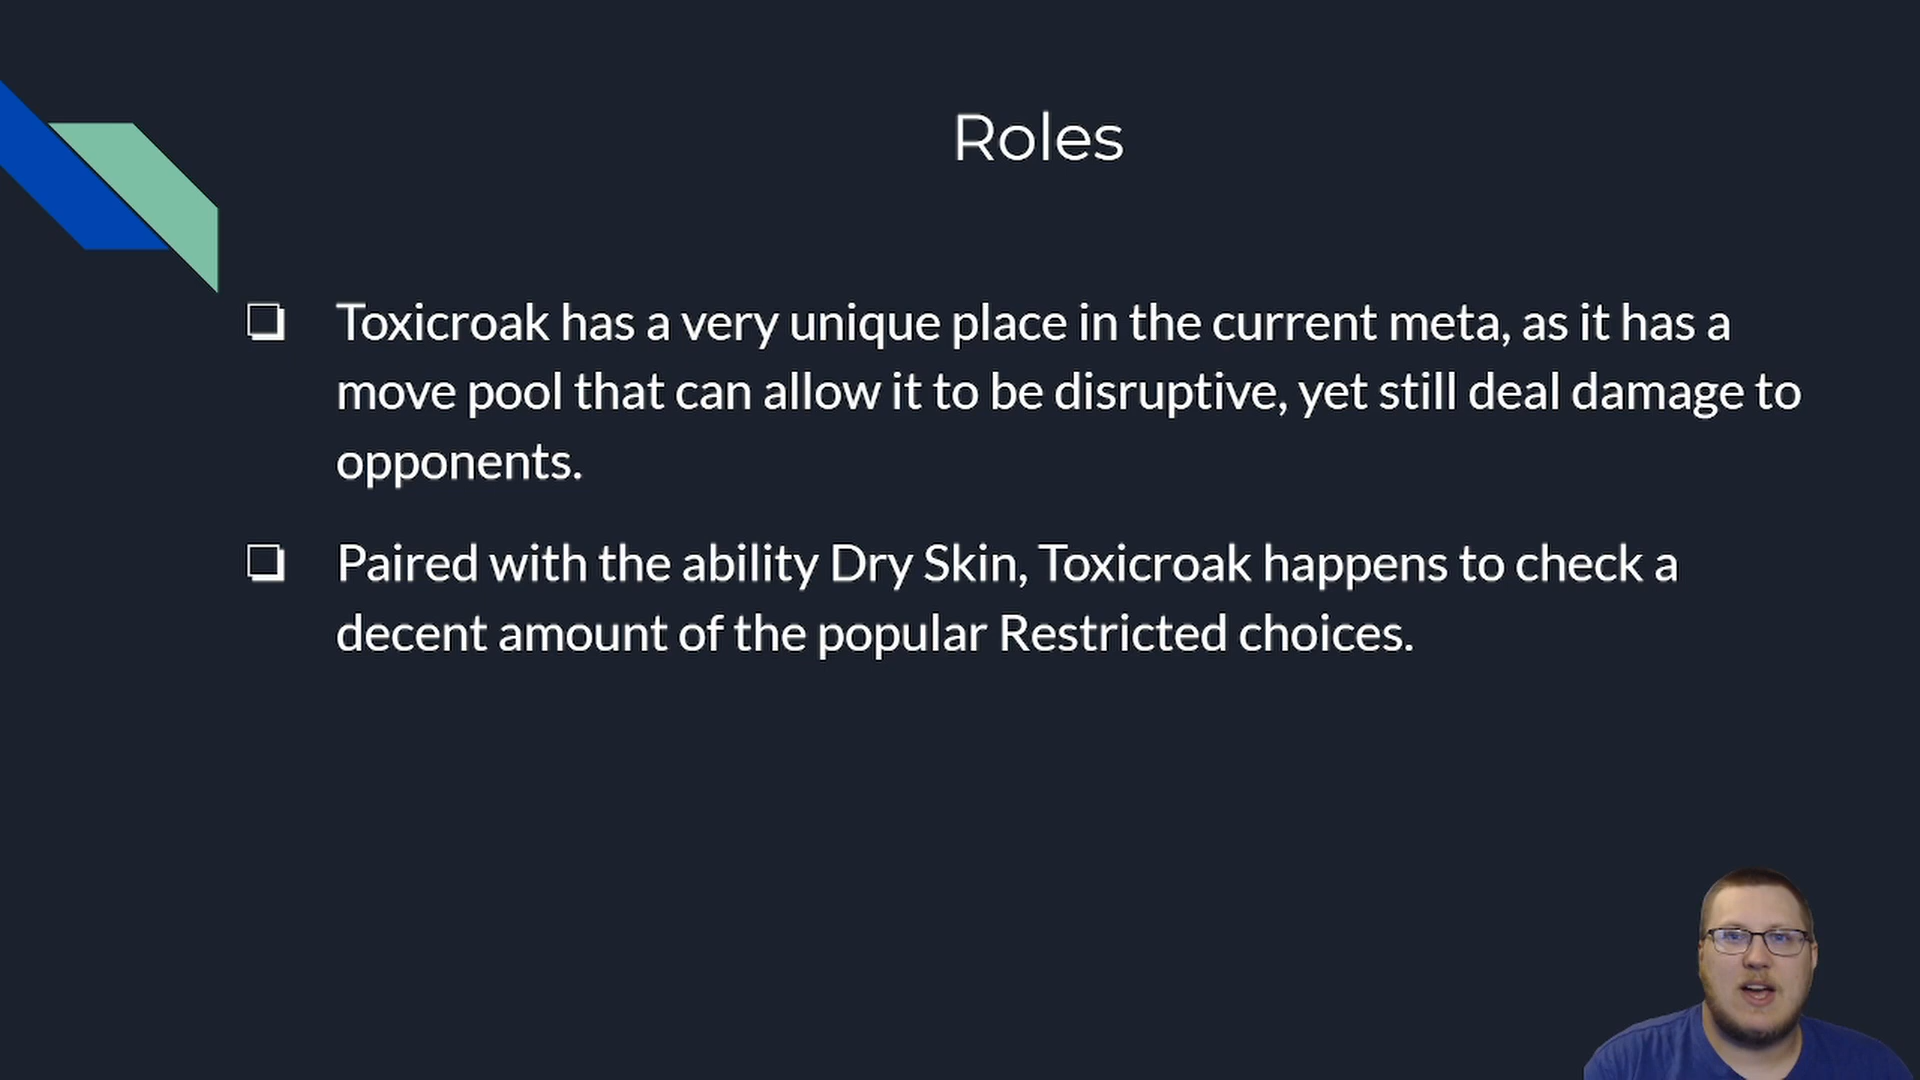 Roles
Toxicroak has a very unique place in the current meta, as it has a
move pool that can allow it to be disruptive, yet still deal damage to
opponents.
Paired with the ability Dry Skin, Toxicroak happens to check a
decent amount of the popular Restricted choices.